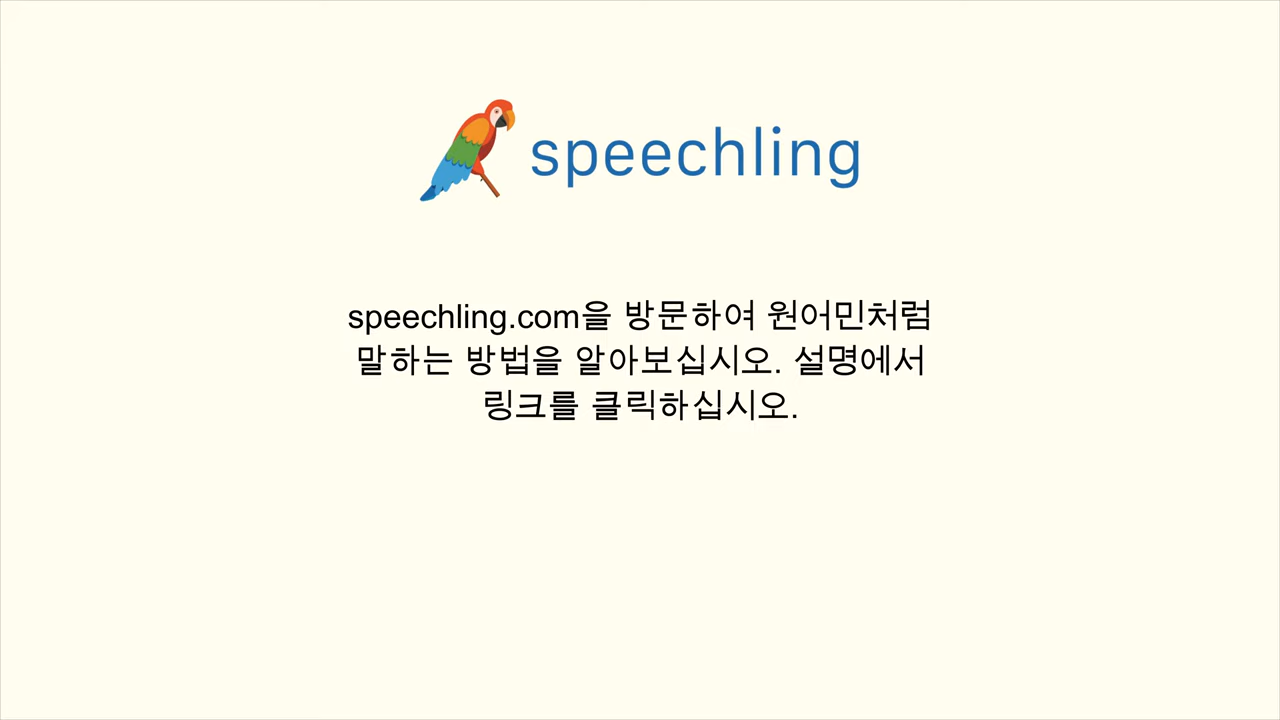 speechling
speechling.com을 방문하여 원어민처럼
말하는 방법을 알아보십시오. 설명에서
링크를 클릭하십시오.